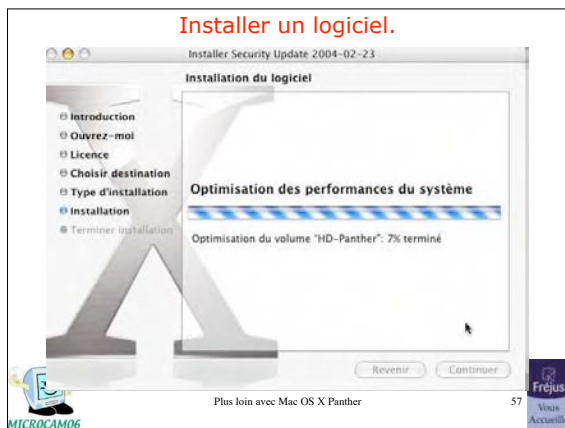 Installer un logiciel.
Installer Security Update 2004-02-23
Installation du logiciel
Introduction
Ouvrez-moi
Licence
Choisir destination
Type d'installation
Installation
Terminer installation
Optimisation des performances du système
Optimisation du volume "HD-Panther": 7% terminé
Revenir
Continuer
MICROCAM06
Plus loin avec Mac OS X Panther
57
Fréjus
Vous
Accueille